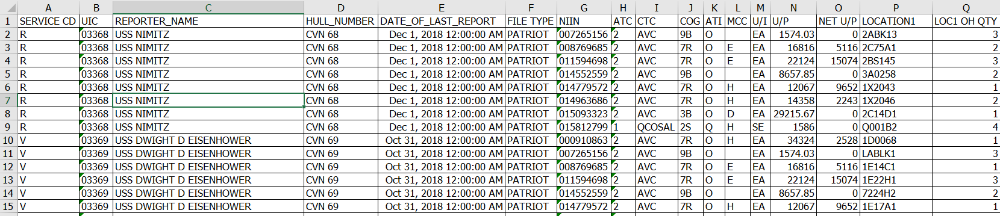 A B C D E F G H I J K L M N O P Q
1 SERVICE CD UIC REPORTER_NAME HULL_NUMBER DATE_OF_LAST_REPORT FILE TYPE NIIN ATC CTC COG ATI MCC U/I U/P NET U/P LOCATION1 LOC1 OH QTY
2 R 03368 USS NIMITZ CVN 68 Dec 1, 2018 12:00:00 AM PATRIOT 007265156 2 AVC 9B O EA 1574.03 0 2ABK13 3
3 R 03368 USS NIMITZ CVN 68 Dec 1, 2018 12:00:00 AM PATRIOT 008769685 2 AVC 7R O E EA 16816 5116 2C75A1 2
4 R 03368 USS NIMITZ CVN 68 Dec 1, 2018 12:00:00 AM PATRIOT 011594698 2 AVC 7R O E EA 22124 15074 2BS145 3
5 R 03368 USS NIMITZ CVN 68 Dec 1, 2018 12:00:00 AM PATRIOT 014552559 2 AVC 9B O EA 8657.85 0 3A0258 2
6 R 03368 USS NIMITZ CVN 68 Dec 1, 2018 12:00:00 AM PATRIOT 014779572 2 AVC 7R O H EA 12067 9652 1X2043 1
7 R 03368 USS NIMITZ CVN 68 Dec 1, 2018 12:00:00 AM PATRIOT 014963686 2 AVC 7R O H EA 14358 2243 1X2046 2
8 R 03368 USS NIMITZ CVN 68 Dec 1, 2018 12:00:00 AM PATRIOT 015093323 2 AVC 3B O D EA 29215.67 0 2C14D1 1
9 R 03368 USS NIMITZ CVN 68 Dec 1, 2018 12:00:00 AM PATRIOT 015812799 1 QCOSAL 2S Q H SE 1586 0 Q001B2 4
10 V 03369 USS DWIGHT D EISENHOWER CVN 69 Oct 31, 2018 12:00:00 AM PATRIOT 000910863 2 AVC 7R O H EA 34324 2528 1D0068 1
11 V 03369 USS DWIGHT D EISENHOWER CVN 69 Oct 31, 2018 12:00:00 AM PATRIOT 007265156 2 AVC 9B O EA 1574.03 0 LABLK1 3
12 V 03369 USS DWIGHT D EISENHOWER CVN 69 Oct 31, 2018 12:00:00 AM PATRIOT 008769685 2 AVC 7R O E EA 16816 5116 1E14C1 1
13 V 03369 USS DWIGHT D EISENHOWER CVN 69 Oct 31, 2018 12:00:00 AM PATRIOT 011594698 2 AVC 7R O E EA 22124 15074 1E22H1 3
14 V 03369 USS DWIGHT D EISENHOWER CVN 69 Oct 31, 2018 12:00:00 AM PATRIOT 014552559 2 AVC 9B O EA 8657.85 0 7224H2 2
15 V 03369 USS DWIGHT D EISENHOWER CVN 69 Oct 31, 2018 12:00:00 AM PATRIOT 014779572 2 AVC 7R O H EA 12067 9652 1E17A1 1